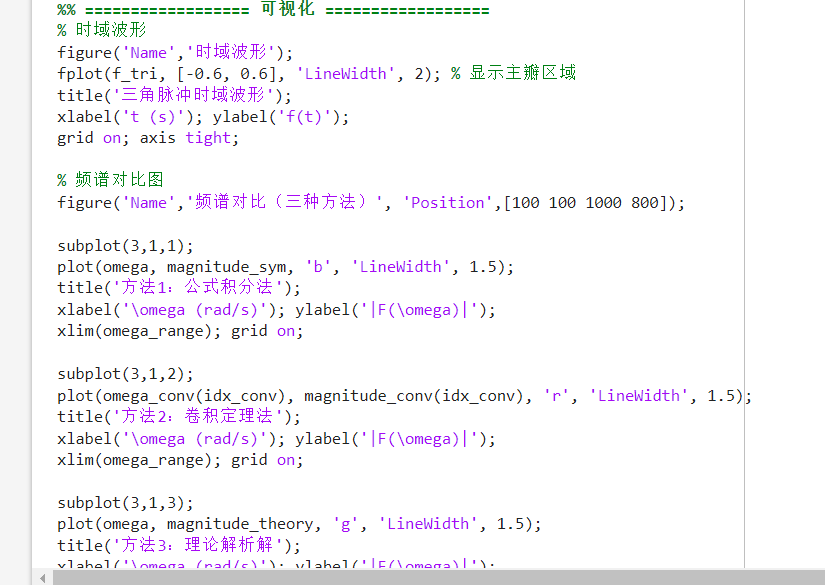 %% ================== 可视化 ==================
% 时域波形
figure('Name','时域波形');
fplot(f_tri, [-0.6, 0.6], 'LineWidth', 2); % 显示主瓣区域
title('三角脉冲时域波形');
xlabel('t (s)'); ylabel('f(t)');
grid on; axis tight;
% 频谱对比图
figure('Name','频谱对比（三种方法）', 'Position',[100 100 1000 800]);
subplot(3,1,1);
plot(omega, magnitude_sym, 'b', 'LineWidth', 1.5);
title('方法1：公式积分法');
xlabel('\omega (rad/s)'); ylabel('|F(\omega)|');
xlim(omega_range); grid on;
subplot(3,1,2);
plot(omega_conv(idx_conv), magnitude_conv(idx_conv), 'r', 'LineWidth', 1.5);
title('方法2：卷积定理法');
xlabel('\omega (rad/s)'); ylabel('|F(\omega)|');
xlim(omega_range); grid on;
subplot(3,1,3);
plot(omega, magnitude_theory, 'g', 'LineWidth', 1.5);
title('方法3：理论解析解');
xlabel('\omega (rad/s)'); ylabel('|F(\omega)|');